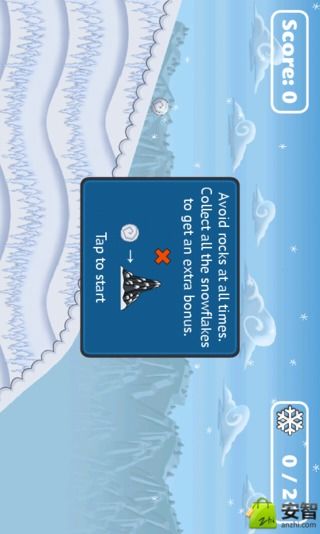 Score: 0
0 / 2
Avoid rocks at all times.
Collect all the snowflakes
to get an extra bonus.
Tap to start
安智
anzhi.com